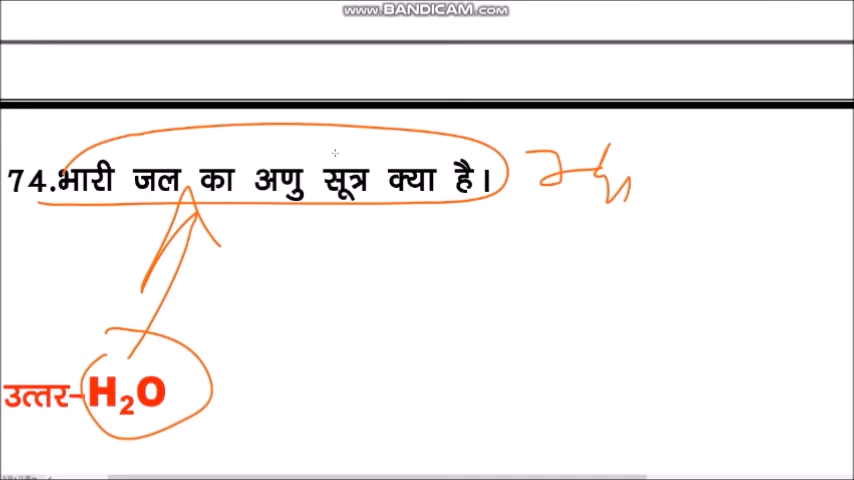 WWW.BANDICAM.COM
74.भारी जल का अणु सूत्र क्या है।
उत्तर-H₂O